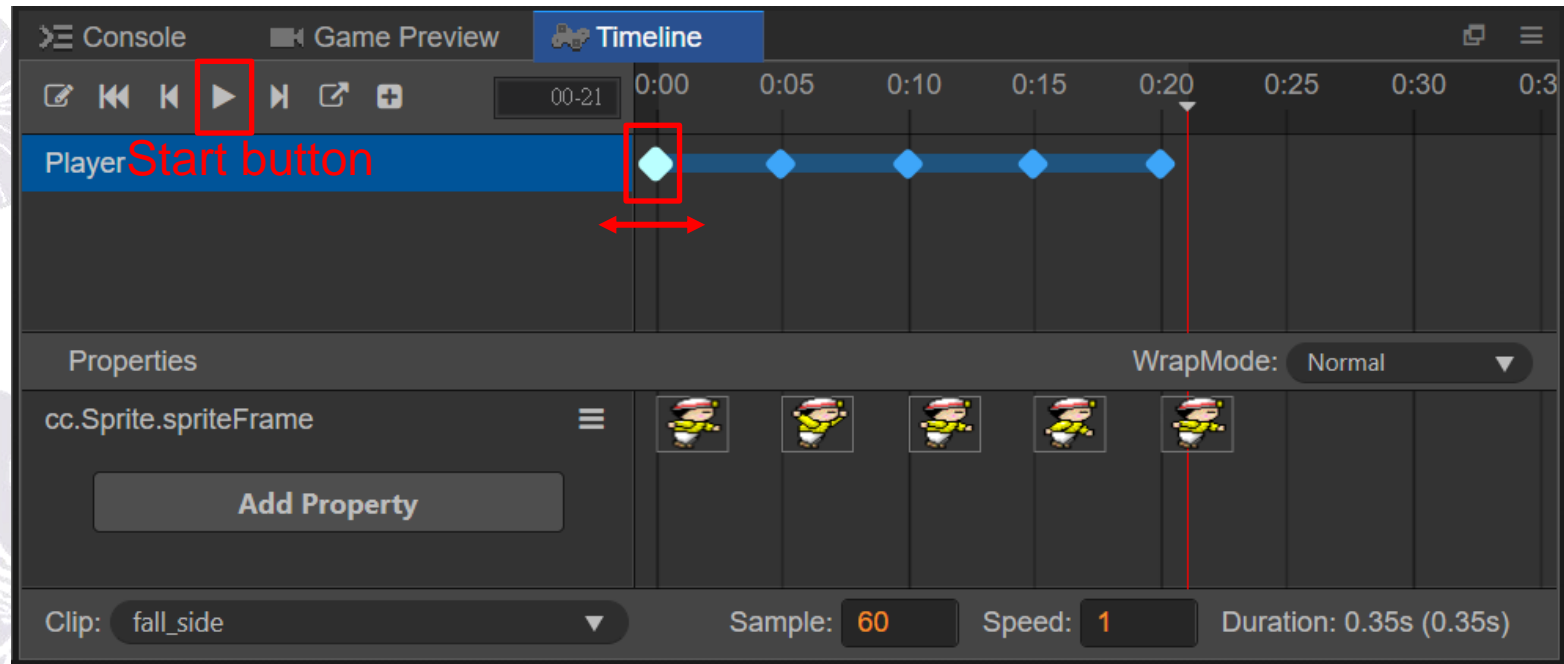 Console Game Preview Timeline
00-21 0:00 0:05 0:10 0:15 0:20 0:25 0:30 0:3
Player Start button
Properties WrapMode: Normal
cc.Sprite.spriteFrame
Add Property
Clip: fall_side Sample: 60 Speed: 1 Duration: 0.35s (0.35s)